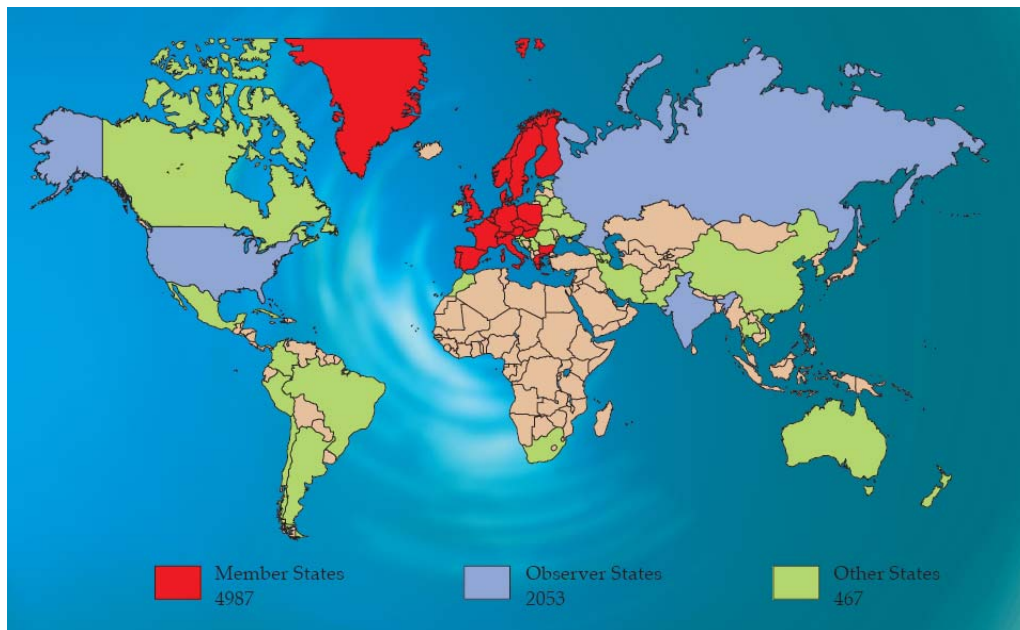 Member States
4987
Observer States
2053
Other States
467